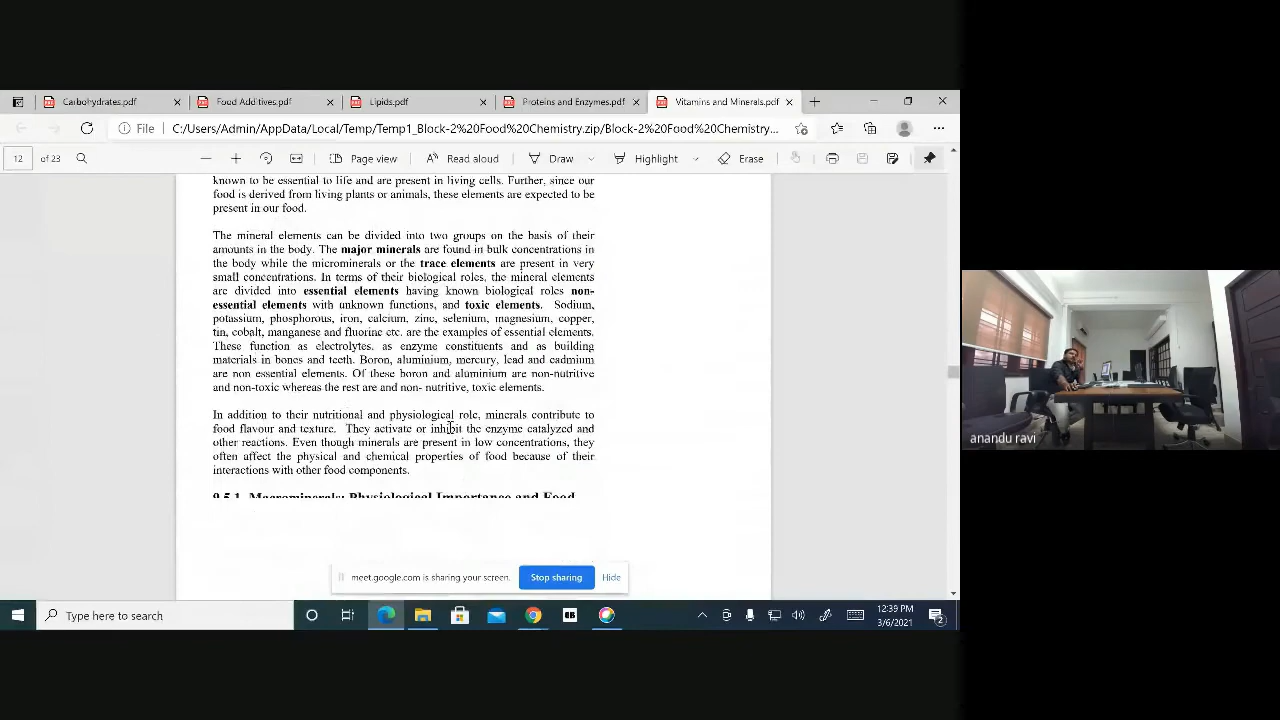 Carbohydrates.pdf
Food Additives.pdf
Lipids.pdf
Proteins and Enzymes.pdf
Vitamins and Minerals.pdf
File
C:/Users/Admin/AppData/Local/Temp/Temp1_Block-2%20Food%20Chemistry.zip/Block-2%20Food%20Chemistry...
12 of 23
Page view
Read aloud
Draw
Highlight
Erase
known to be essential to life and are present in living cells. Further, since our
food is derived from living plants or animals, these elements are expected to be
present in our food.
The mineral elements can be divided into two groups on the basis of their
amounts in the body. The major minerals are found in bulk concentrations in
the body while the microminerals or the trace elements are present in very
small concentrations. In terms of their biological roles, the mineral elements
are divided into essential elements having known biological roles non-
essential elements with unknown functions, and toxic elements. Sodium,
potassium, phosphorous, iron, calcium, zinc, selenium, magnesium, copper,
tin, cobalt, manganese and fluorine etc. are the examples of essential elements.
These function as electrolytes. as enzyme constituents and as building
materials in bones and teeth. Boron, aluminium, mercury, lead and cadmium
are non essential elements. Of these boron and aluminium are non-nutritive
and non-toxic whereas the rest are and non- nutritive, toxic elements.
In addition to their nutritional and physiological role, minerals contribute to
food flavour and texture. They activate or inhibit the enzyme catalyzed and
other reactions. Even though minerals are present in low concentrations, they
often affect the physical and chemical properties of food because of their
interactions with other food components.
9.5.1 Macrominerals: Physiological Importance and Food
meet.google.com is sharing your screen.
Stop sharing
Hide
Type here to search
12:39 PM
3/6/2021
2
anandu ravi